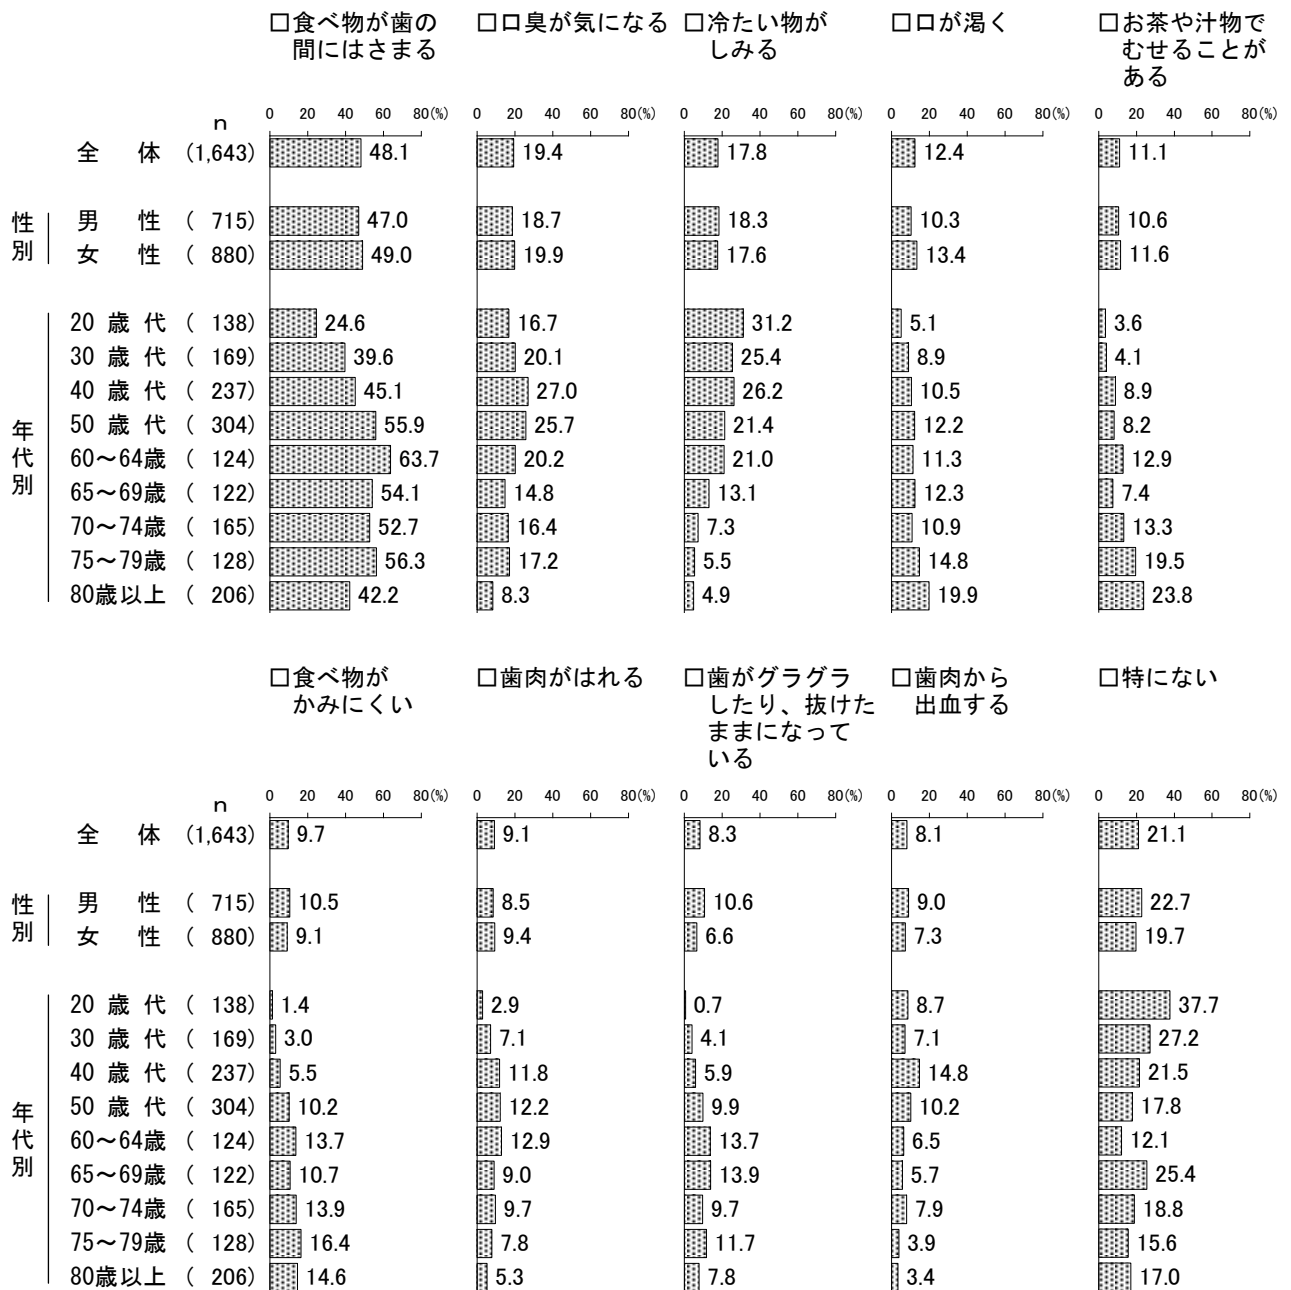 □食べ物が歯の
間にはさまる
□口臭が気になる
□冷たい物が
しみる
□口が渇く
□お茶や汁物で
むせることが
ある
n
0 20 40 60 80(%) 0 20 40 60 80(%) 0 20 40 60 80(%) 0 20 40 60 80(%) 0 20 40 60 80(%)
全 体 (1,643) 48.1 19.4 17.8 12.4 11.1
性別
男 性 ( 715) 47.0 18.7 18.3 10.3 10.6
女 性 ( 880) 49.0 19.9 17.6 13.4 11.6
年代別
20 歳 代 ( 138) 24.6 16.7 31.2 5.1 3.6
30 歳 代 ( 169) 39.6 20.1 25.4 8.9 4.1
40 歳 代 ( 237) 45.1 27.0 26.2 10.5 8.9
50 歳 代 ( 304) 55.9 25.7 21.4 12.2 8.2
60～64歳 ( 124) 63.7 20.2 21.0 11.3 12.9
65～69歳 ( 122) 54.1 14.8 13.1 12.3 7.4
70～74歳 ( 165) 52.7 16.4 7.3 10.9 13.3
75～79歳 ( 128) 56.3 17.2 5.5 14.8 19.5
80歳以上 ( 206) 42.2 8.3 4.9 19.9 23.8
□食べ物が
かみにくい
□歯肉がはれる
□歯がグラグラ
したり、抜けた
ままになって
いる
□歯肉から
出血する
□特にない
n
0 20 40 60 80(%) 0 20 40 60 80(%) 0 20 40 60 80(%) 0 20 40 60 80(%) 0 20 40 60 80(%)
全 体 (1,643) 9.7 9.1 8.3 8.1 21.1
性別
男 性 ( 715) 10.5 8.5 10.6 9.0 22.7
女 性 ( 880) 9.1 9.4 6.6 7.3 19.7
年代別
20 歳 代 ( 138) 1.4 2.9 0.7 8.7 37.7
30 歳 代 ( 169) 3.0 7.1 4.1 7.1 27.2
40 歳 代 ( 237) 5.5 11.8 5.9 14.8 21.5
50 歳 代 ( 304) 10.2 12.2 9.9 10.2 17.8
60～64歳 ( 124) 13.7 12.9 13.7 6.5 12.1
65～69歳 ( 122) 10.7 9.0 13.9 5.7 25.4
70～74歳 ( 165) 13.9 9.7 9.7 7.9 18.8
75～79歳 ( 128) 16.4 7.8 11.7 3.9 15.6
80歳以上 ( 206) 14.6 5.3 7.8 3.4 17.0